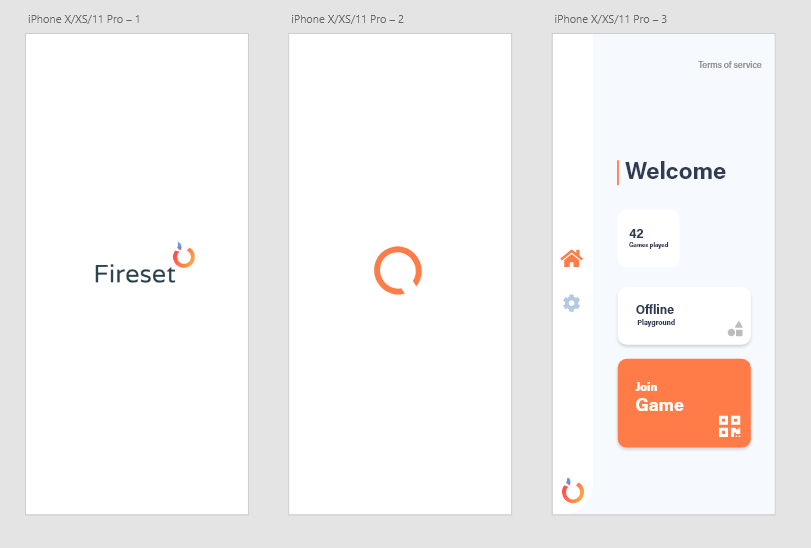 iPhone X/XS/11 Pro – 1
Fireset
iPhone X/XS/11 Pro – 2
iPhone X/XS/11 Pro – 3
Terms of service
Welcome
42
Games played
Offline
Playground
Join
Game